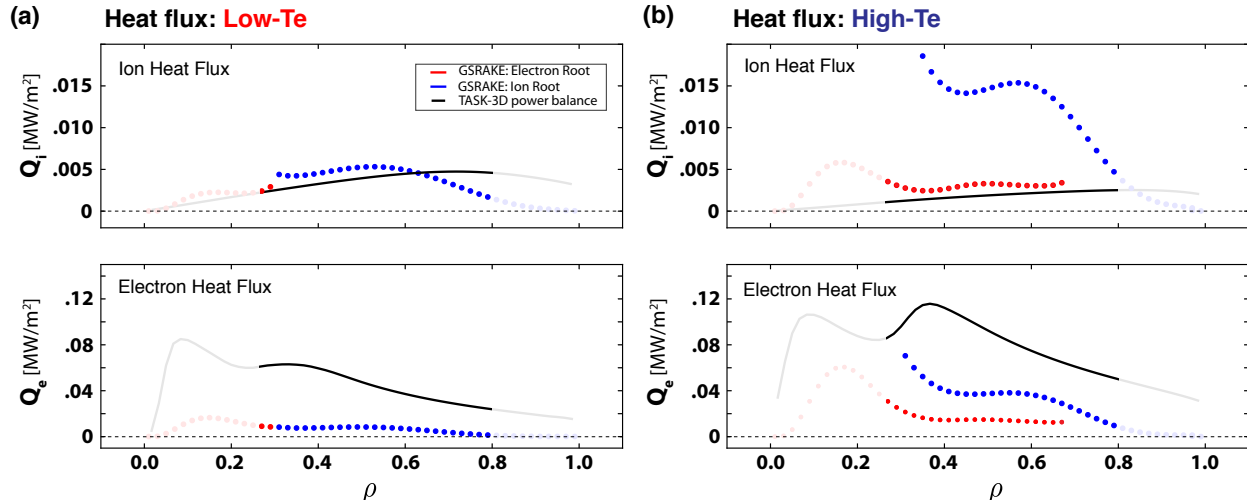 (a) Heat flux: Low-Te
Ion Heat Flux
GSRAKE: Electron Root
GSRAKE: Ion Root
TASK-3D power balance
Q_i [MW/m²]
.015
.010
.005
0
Electron Heat Flux
Q_e [MW/m²]
.12
.08
.04
0
0.0 0.2 0.4 0.6 0.8 1.0
ρ
(b) Heat flux: High-Te
Ion Heat Flux
Q_i [MW/m²]
.015
.010
.005
0
Electron Heat Flux
Q_e [MW/m²]
.12
.08
.04
0
0.0 0.2 0.4 0.6 0.8 1.0
ρ